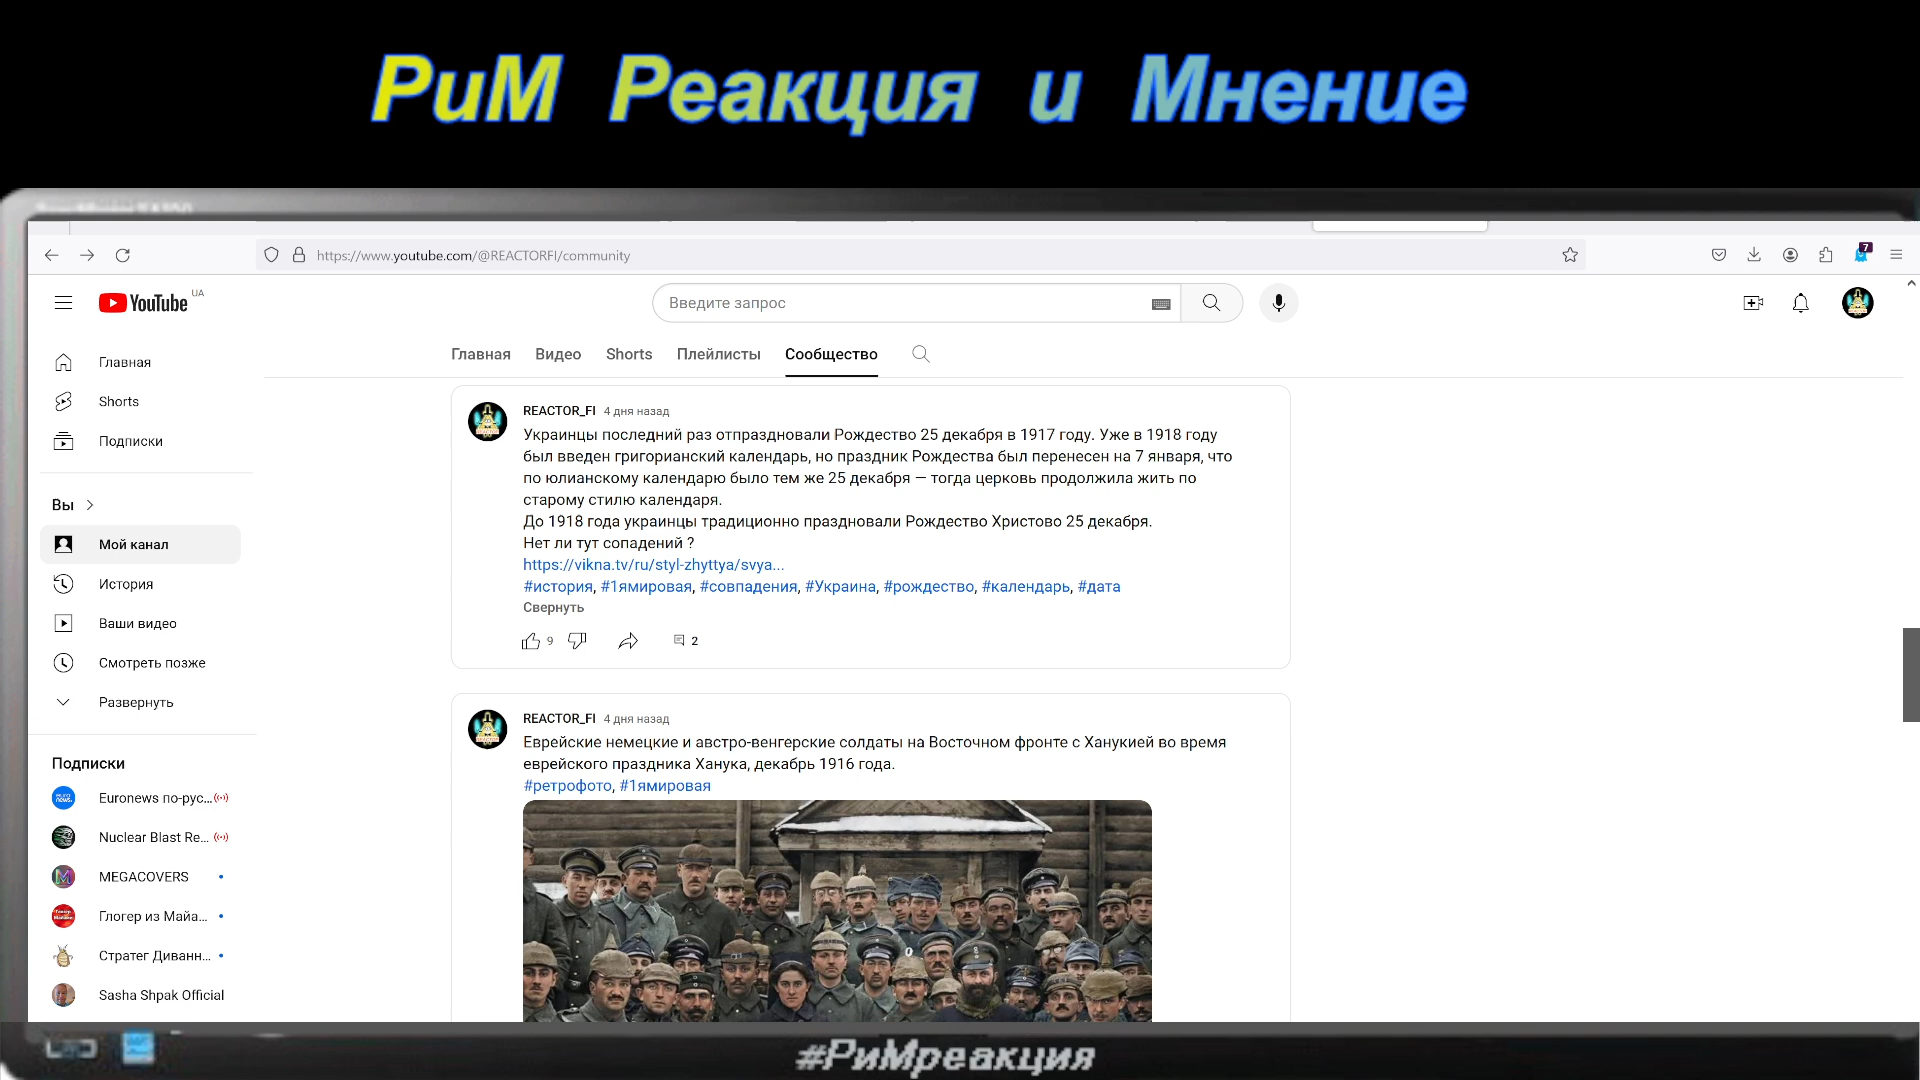 РиМ Реакция и Мнение
https://www.youtube.com/@REACTORFI/community
7
YouTube UA
Введите запрос
Главная
Shorts
Подписки
Вы
Мой канал
История
Ваши видео
Смотреть позже
Развернуть
Подписки
Euronews по-рус...
Nuclear Blast Re...
MEGACOVERS
Глогер из Майа...
Стратег Диванн...
Sasha Shpak Official
Главная Видео Shorts Плейлисты Сообщество
REACTOR_FI 4 дня назад
Украинцы последний раз отпраздновали Рождество 25 декабря в 1917 году. Уже в 1918 году
был введен григорианский календарь, но праздник Рождества был перенесен на 7 января, что
по юлианскому календарю было тем же 25 декабря — тогда церковь продолжила жить по
старому стилю календаря.
До 1918 года украинцы традиционно праздновали Рождество Христово 25 декабря.
Нет ли тут сопадений ?
https://vikna.tv/ru/styl-zhyttya/svya...
#история, #1ямировая, #совпадения, #Украина, #рождество, #календарь, #дата
Свернуть
9 2
REACTOR_FI 4 дня назад
Еврейские немецкие и австро-венгерские солдаты на Восточном фронте с Ханукией во время
еврейского праздника Ханука, декабрь 1916 года.
#ретрофото, #1ямировая
#РиМреакция